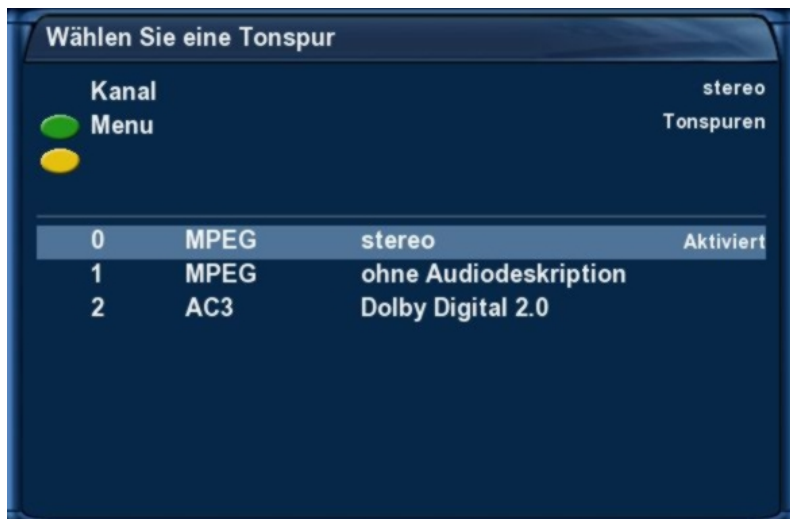 Wählen Sie eine Tonspur
Kanal stereo
Menu Tonspuren
0 MPEG stereo Aktiviert
1 MPEG ohne Audiodeskription
2 AC3 Dolby Digital 2.0